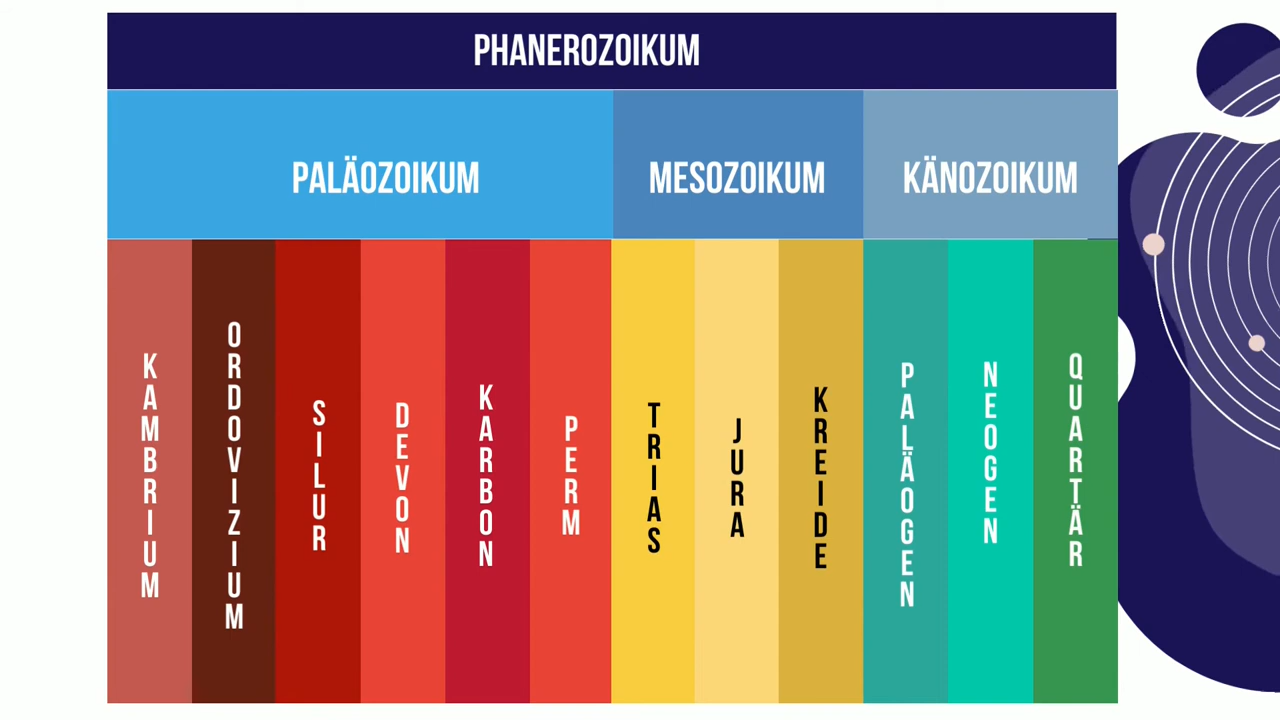 PHANEROZOIKUM
PALÄOZOIKUM
MESOZOIKUM
KÄNOZOIKUM
KAMBRIUM
ORDOVIZIUM
SILUR
DEVON
KARBON
PERM
TRIAS
JURA
KREIDE
PALÄOGEN
NEOGEN
QUARTÄR